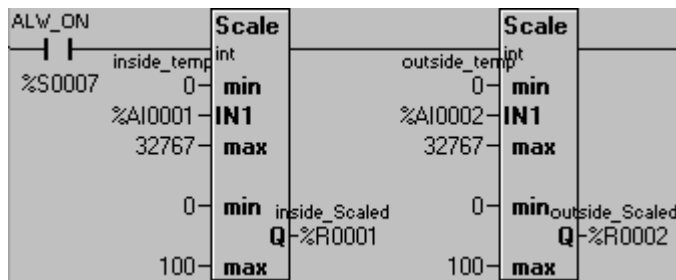 ALW_ON Scale Scale
inside_temp int outside_temp int
%S0007 0 min 0 min
%AI0001 IN1 %AI0002 IN1
32767 max 32767 max
0 min inside_Scaled 0 min outside_Scaled
Q %R0001 Q %R0002
100 max 100 max